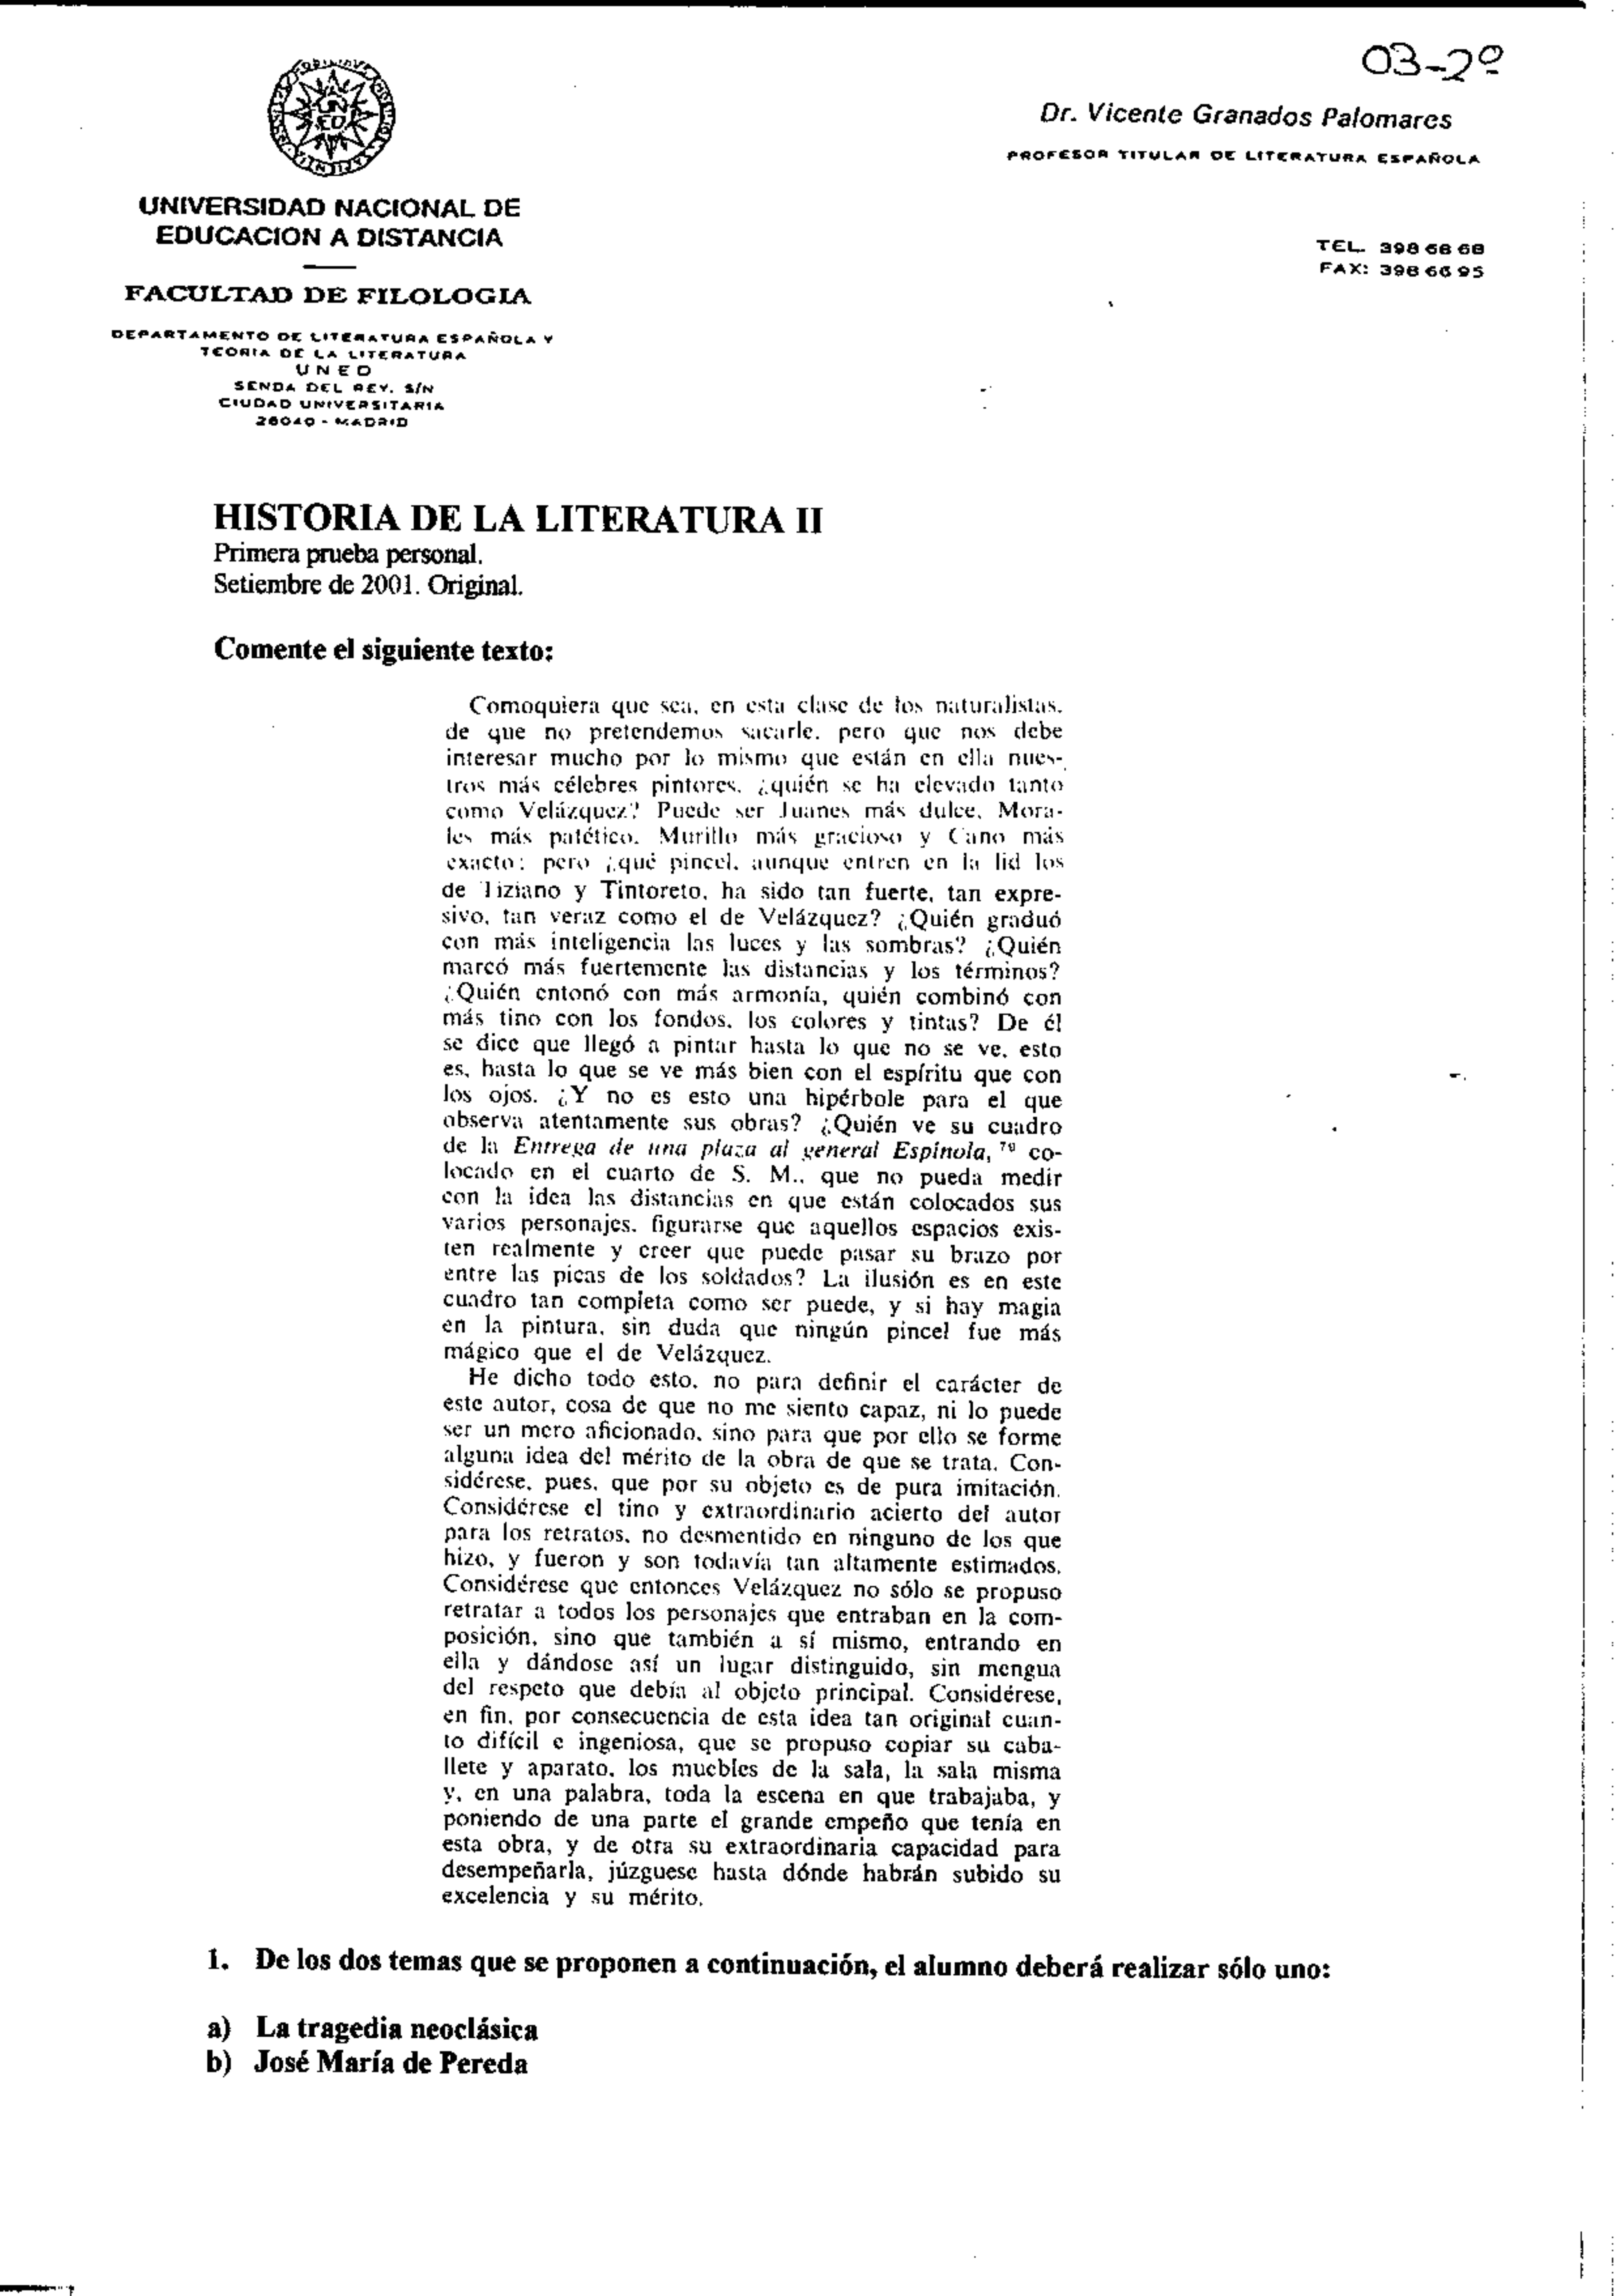 03-2º
Dr. Vicente Granados Palomares
PROFESOR TITULAR DE LITERATURA ESPAÑOLA
UNED
UNIVERSIDAD NACIONAL DE
EDUCACION A DISTANCIA
TEL. 398 68 68
FAX: 398 66 95
FACULTAD DE FILOLOGIA
DEPARTAMENTO DE LITERATURA ESPAÑOLA Y
TEORIA DE LA LITERATURA
UNED
SENDA DEL REY. S/N
CIUDAD UNIVERSITARIA
28040 - MADRID
HISTORIA DE LA LITERATURA II
Primera prueba personal.
Setiembre de 2001. Original.
Comente el siguiente texto:
Comoquiera que sea, en esta clase de los naturalistas,
de que no pretendemos sacarle, pero que nos debe
interesar mucho por lo mismo que están en ella nues-
tros más célebres pintores, ¿quién se ha elevado tanto
como Velázquez? Puede ser Juanes más dulce, Mora-
les más patético, Murillo más gracioso y Cano más
exacto; pero ¿qué pincel, aunque entren en la lid los
de Tiziano y Tintoreto, ha sido tan fuerte, tan expre-
sivo, tan veraz como el de Velázquez? ¿Quién graduó
con más inteligencia las luces y las sombras? ¿Quién
marcó más fuertemente las distancias y los términos?
¿Quién entonó con más armonía, quién combinó con
más tino con los fondos, los colores y tintas? De él
se dice que llegó a pintar hasta lo que no se ve, esto
es, hasta lo que se ve más bien con el espíritu que con
los ojos. ¿Y no es esto una hipérbole para el que
observa atentamente sus obras? ¿Quién ve su cuadro
de la Entrega de una plaza al general Espínola, 70 co-
locado en el cuarto de S. M., que no pueda medir
con la idea las distancias en que están colocados sus
varios personajes, figurarse que aquellos espacios exis-
ten realmente y creer que puede pasar su brazo por
entre las picas de los soldados? La ilusión es en este
cuadro tan completa como ser puede, y si hay magia
en la pintura, sin duda que ningún pincel fue más
mágico que el de Velázquez.
He dicho todo esto, no para definir el carácter de
este autor, cosa de que no me siento capaz, ni lo puede
ser un mero aficionado, sino para que por ello se forme
alguna idea del mérito de la obra de que se trata. Con-
sidérese, pues, que por su objeto es de pura imitación.
Considérese el tino y extraordinario acierto del autor
para los retratos, no desmentido en ninguno de los que
hizo, y fueron y son todavía tan altamente estimados.
Considérese que entonces Velázquez no sólo se propuso
retratar a todos los personajes que entraban en la com-
posición, sino que también a sí mismo, entrando en
ella y dándose así un lugar distinguido, sin mengua
del respeto que debía al objeto principal. Considérese,
en fin, por consecuencia de esta idea tan original cuan-
to difícil e ingeniosa, que se propuso copiar su caba-
llete y aparato, los muebles de la sala, la sala misma
y, en una palabra, toda la escena en que trabajaba, y
poniendo de una parte el grande empeño que tenía en
esta obra, y de otra su extraordinaria capacidad para
desempeñarla, júzguese hasta dónde habrán subido su
excelencia y su mérito.
1. De los dos temas que se proponen a continuación, el alumno deberá realizar sólo uno:
a) La tragedia neoclásica
b) José María de Pereda